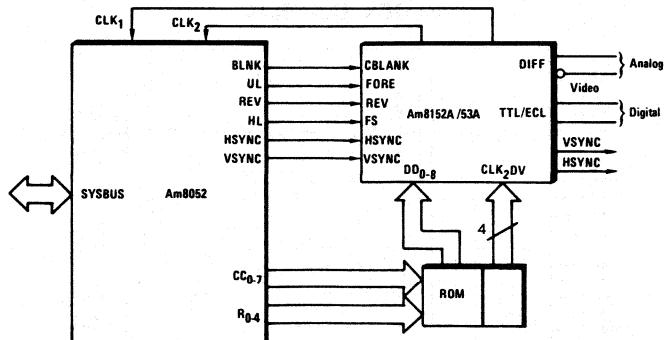 CLK1
CLK2
BLNK
UL
REV
HL
HSYNC
VSYNC
CBLANK
FORE
REV
FS
HSYNC
VSYNC
Am8152A/53A
DIFF
TTL/ECL
DD0-8
CLK2DV
Analog
Video
Digital
VSYNC
HSYNC
SYSBUS
Am8052
4
CC0-7
R0-4
ROM